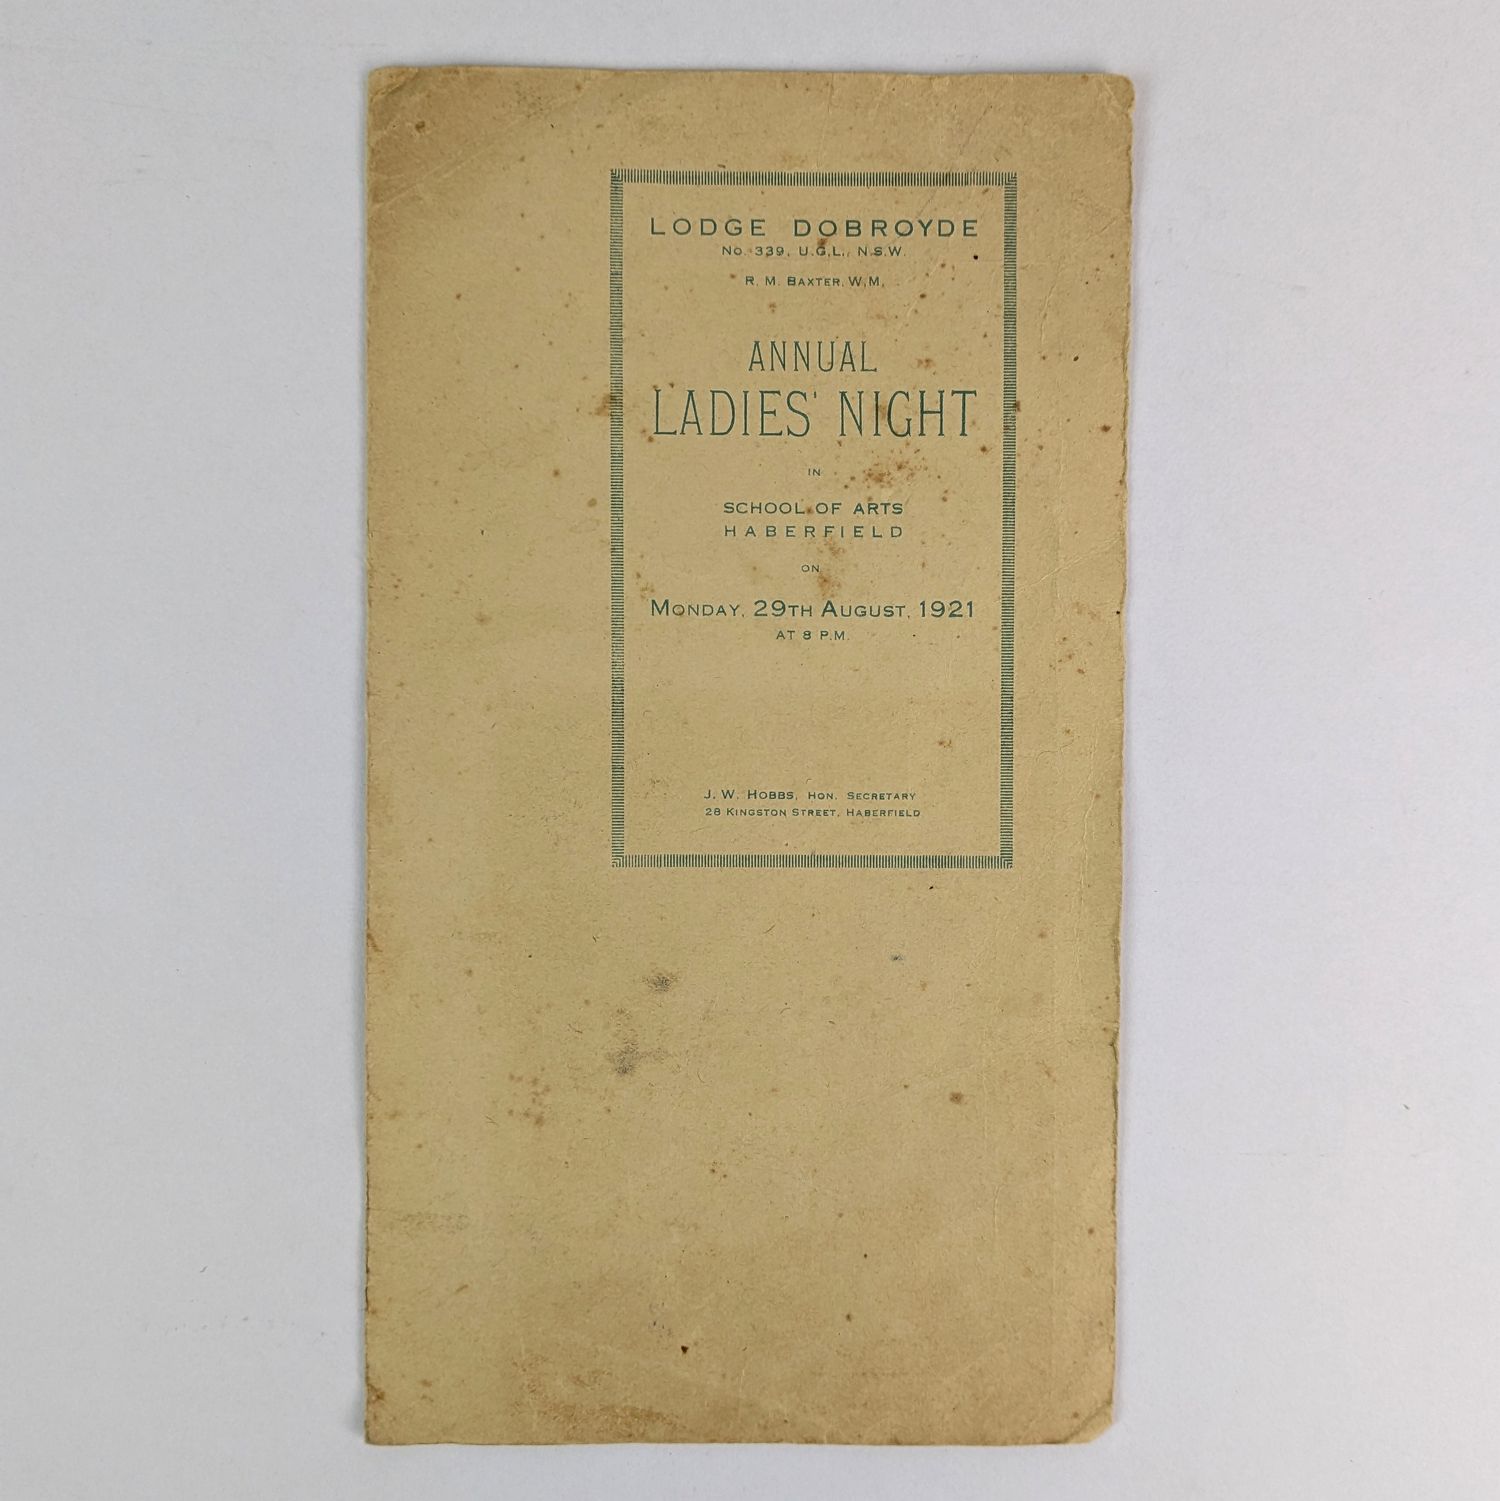 LODGE DOBROYDE
No. 339, U.G.L., N.S.W.
R. M. BAXTER, W.M.
ANNUAL
LADIES' NIGHT
IN
SCHOOL OF ARTS
HABERFIELD
ON
MONDAY, 29TH AUGUST, 1921
AT 8 P.M.
J. W. HOBBS, HON. SECRETARY
28 KINGSTON STREET, HABERFIELD